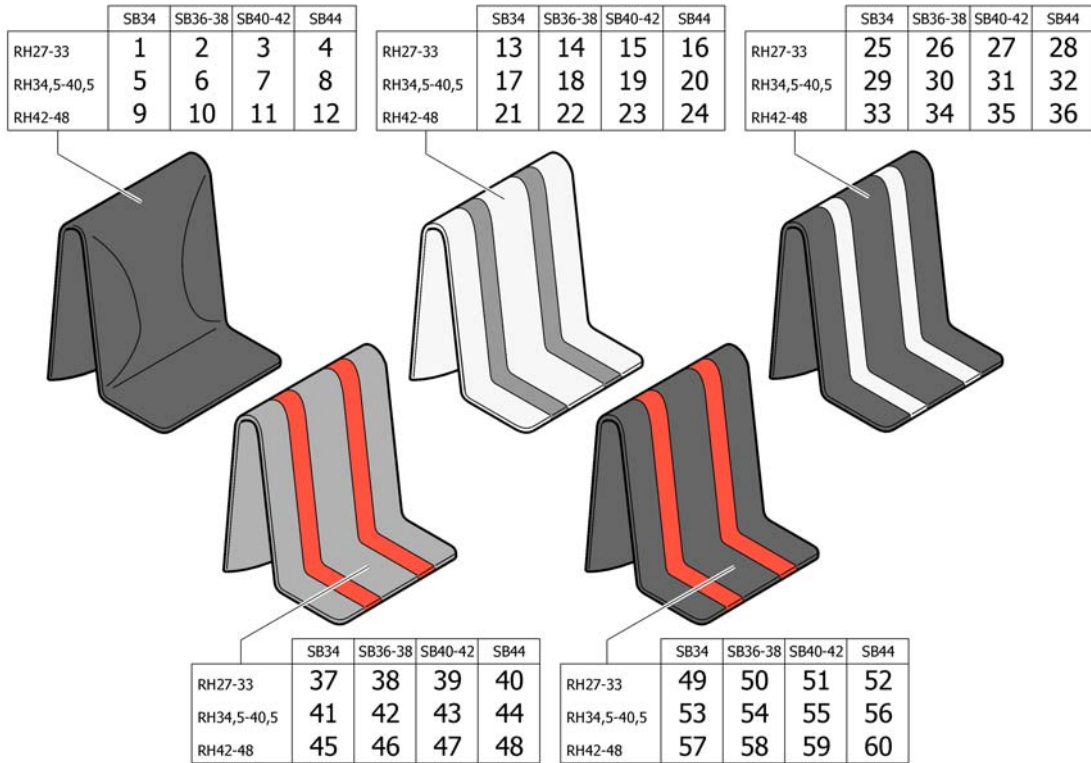 SB34 SB36-38 SB40-42 SB44
RH27-33 1 2 3 4
RH34,5-40,5 5 6 7 8
RH42-48 9 10 11 12
SB34 SB36-38 SB40-42 SB44
RH27-33 13 14 15 16
RH34,5-40,5 17 18 19 20
RH42-48 21 22 23 24
SB34 SB36-38 SB40-42 SB44
RH27-33 25 26 27 28
RH34,5-40,5 29 30 31 32
RH42-48 33 34 35 36
SB34 SB36-38 SB40-42 SB44
RH27-33 37 38 39 40
RH34,5-40,5 41 42 43 44
RH42-48 45 46 47 48
SB34 SB36-38 SB40-42 SB44
RH27-33 49 50 51 52
RH34,5-40,5 53 54 55 56
RH42-48 57 58 59 60